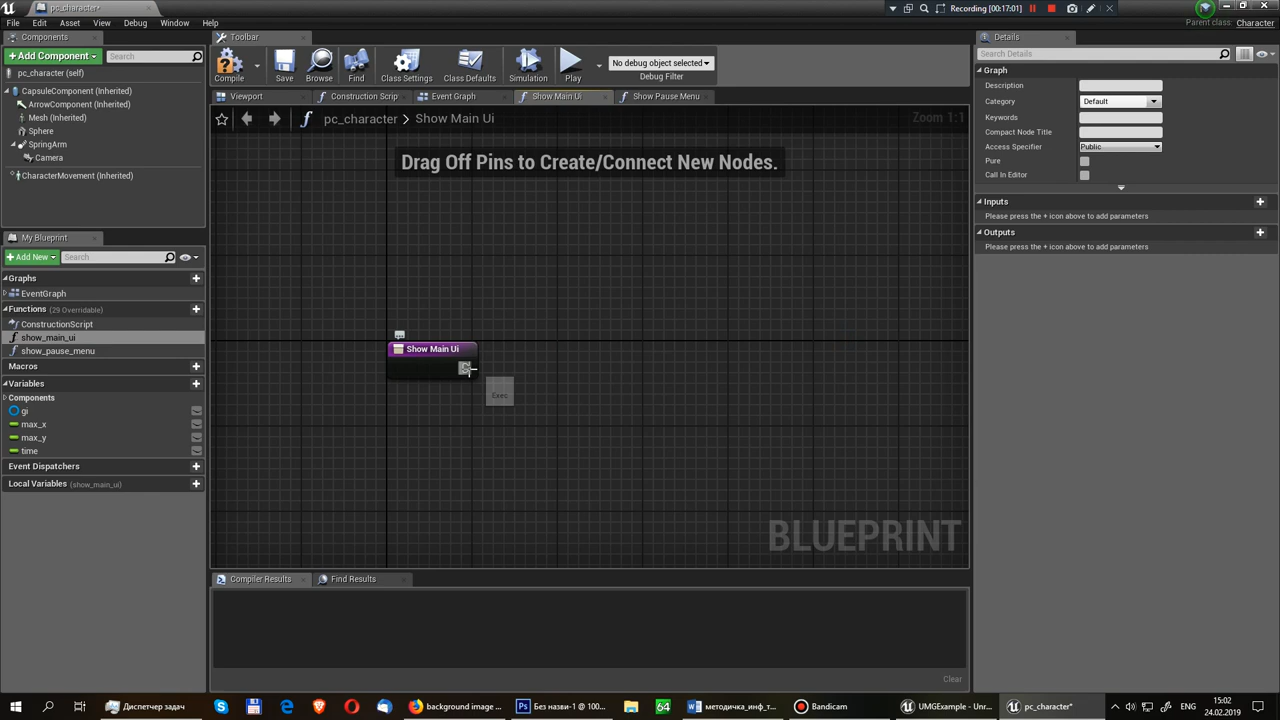 pc_character*
Recording [00:17:01]
File Edit Asset View Debug Window Help
Parent class: Character
Components
Add Component
Search
pc_character (self)
CapsuleComponent (Inherited)
ArrowComponent (Inherited)
Mesh (Inherited)
Sphere
SpringArm
Camera
CharacterMovement (Inherited)
My Blueprint
Add New
Search
Graphs
EventGraph
Functions (29 Overridable)
ConstructionScript
show_main_ui
show_pause_menu
Macros
Variables
Components
gi
max_x
max_y
time
Event Dispatchers
Local Variables (show_main_ui)
Toolbar
Compile Save Browse Find Class Settings Class Defaults Simulation Play
No debug object selected
Debug Filter
Viewport Construction Scrip Event Graph Show Main Ui Show Pause Menu
pc_character > Show Main Ui
Zoom 1:1
Drag Off Pins to Create/Connect New Nodes.
Show Main Ui
Exec
BLUEPRINT
Compiler Results Find Results
Clear
Details
Search Details
Graph
Description
Category Default
Keywords
Compact Node Title
Access Specifier Public
Pure
Call In Editor
Inputs
Please press the + icon above to add parameters
Outputs
Please press the + icon above to add parameters
Диспетчер задач
64
background image ...
Без назви-1 @ 100...
методичка_инф_т...
Bandicam
UMGExample - Unr...
pc_character*
ENG
15:02
24.02.2019